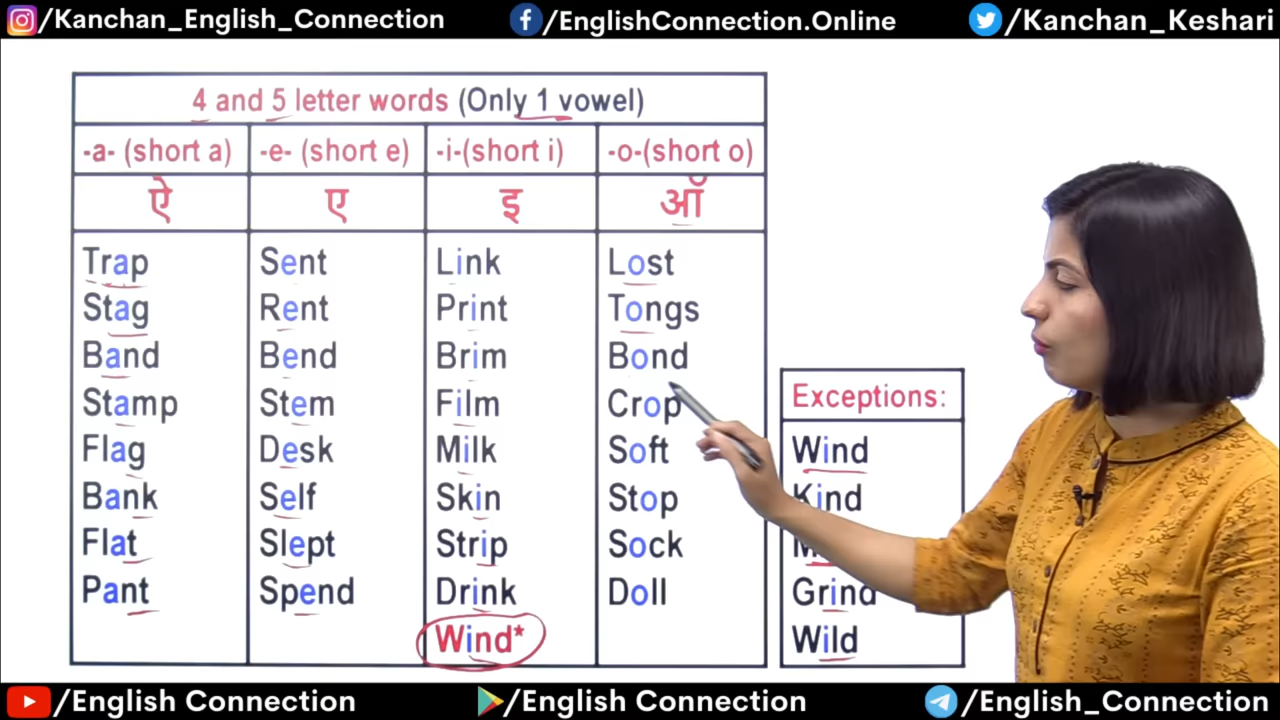 /Kanchan_English_Connection /EnglishConnection.Online /Kanchan_Keshari
4 and 5 letter words (Only 1 vowel)
-a- (short a) -e- (short e) -i-(short i) -o-(short o)
ऐ ए इ ऑ
Trap Sent Link Lost
Stag Rent Print Tongs
Band Bend Brim Bond
Stamp Stem Film Crop
Flag Desk Milk Soft
Bank Self Skin Stop
Flat Slept Strip Sock
Pant Spend Drink Doll
Wind*
Exceptions:
Wind
Kind
Grind
Wild
/English Connection /English Connection /English_Connection